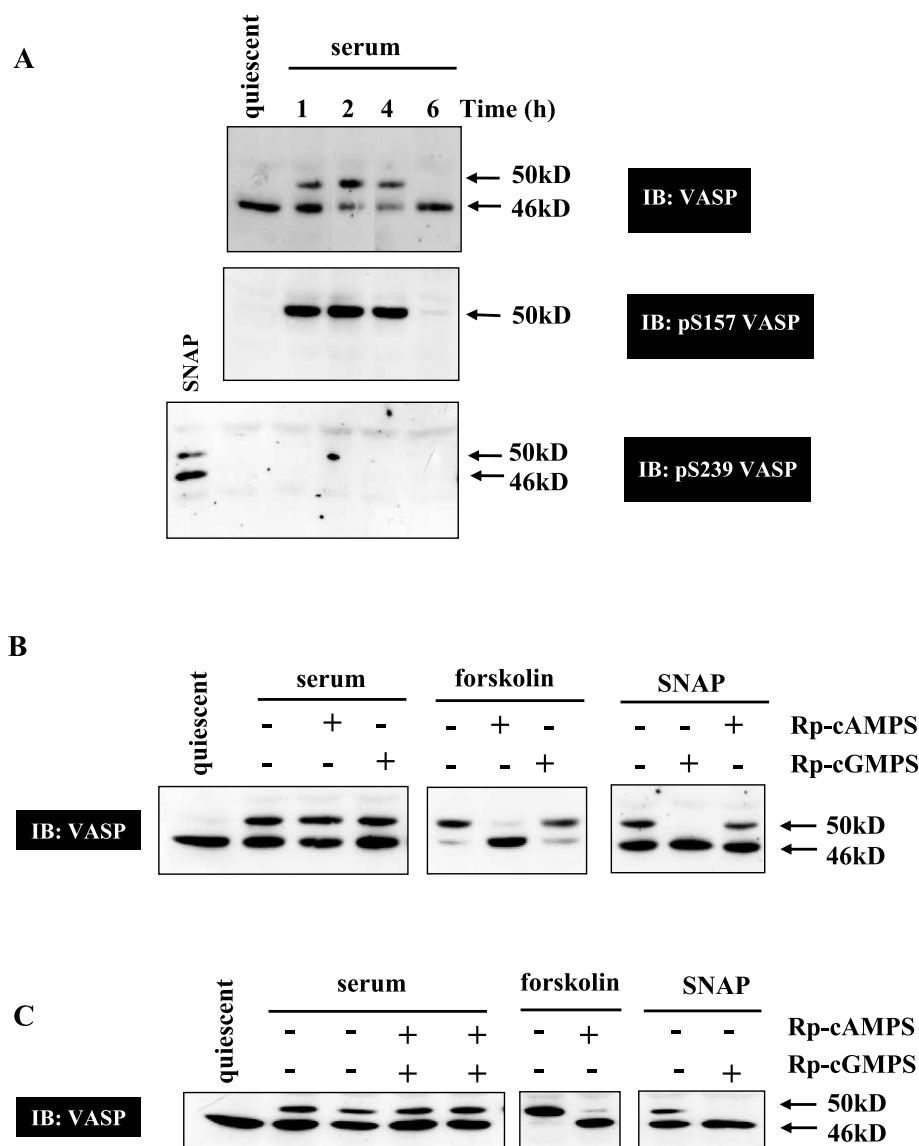 A
quiescent
serum
1 2 4 6 Time (h)
50kD
46kD
IB: VASP
50kD
IB: pS157 VASP
SNAP
50kD
46kD
IB: pS239 VASP
B
quiescent
serum forskolin SNAP
- + - - + - - - + Rp-cAMPS
- - + - - + - + - Rp-cGMPS
IB: VASP
50kD
46kD
C
quiescent
serum forskolin SNAP
- - + + - + - - Rp-cAMPS
- - + + - - - + Rp-cGMPS
IB: VASP
50kD
46kD